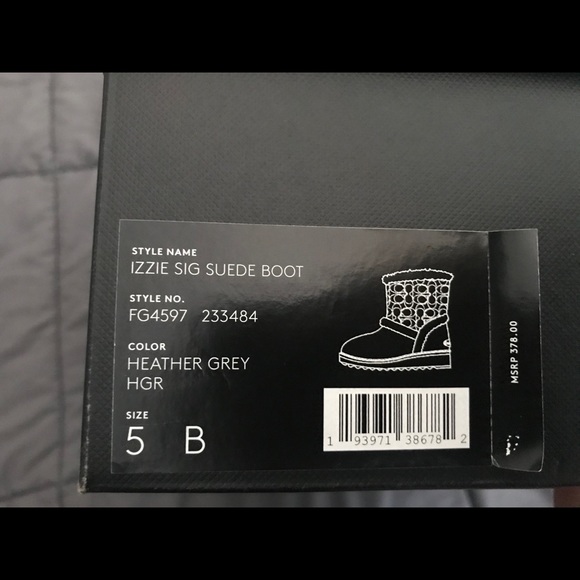 STYLE NAME
IZZIE SIG SUEDE BOOT
STYLE NO.
FG4597 233484
COLOR
HEATHER GREY
HGR
SIZE
5 B
1 93971 38678 2
MSRP 378.00